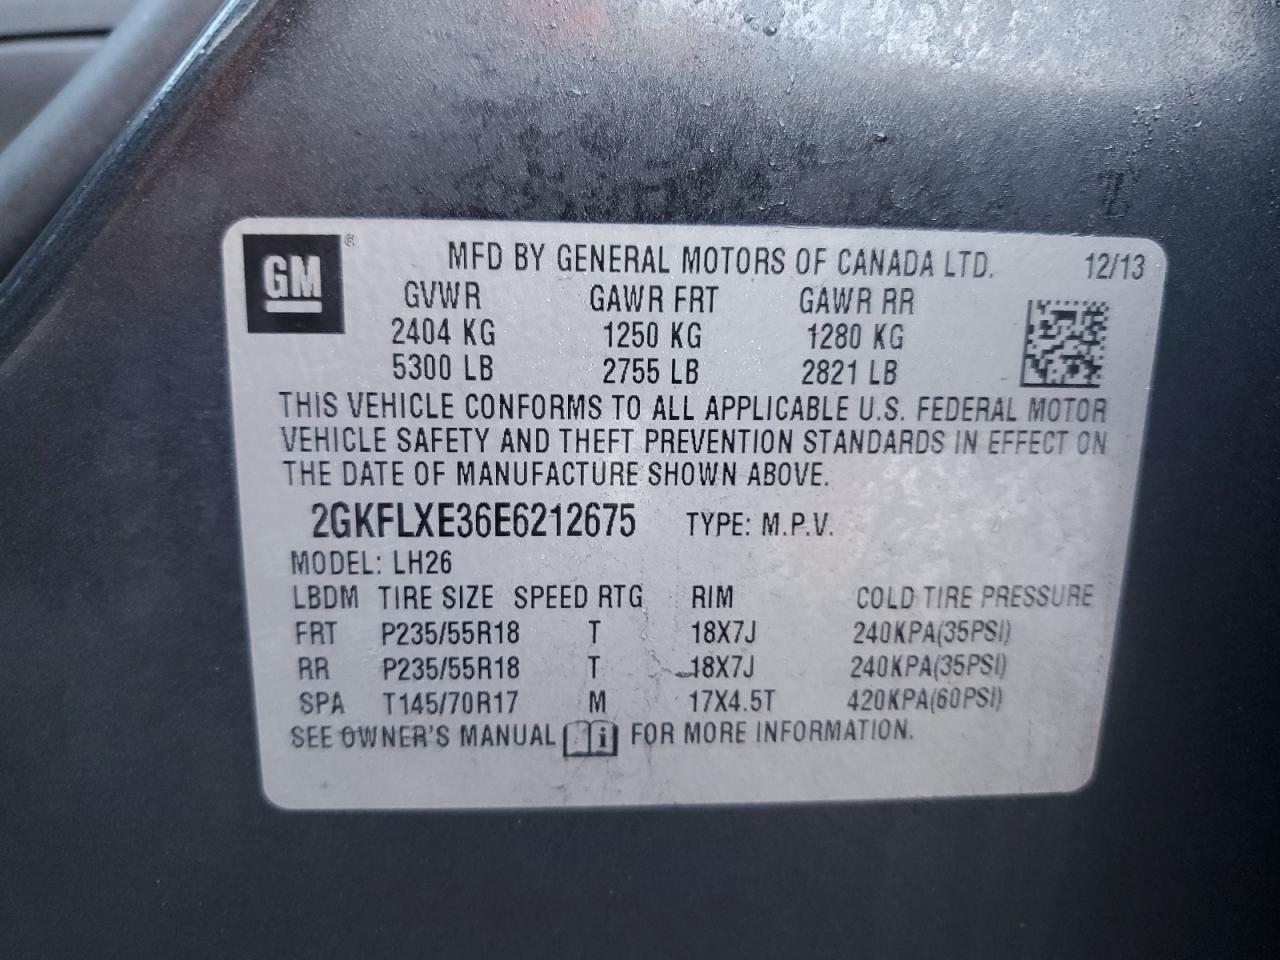 GM ®
MFD BY GENERAL MOTORS OF CANADA LTD. 12/13
GVWR GAWR FRT GAWR RR
2404 KG 1250 KG 1280 KG
5300 LB 2755 LB 2821 LB
THIS VEHICLE CONFORMS TO ALL APPLICABLE U.S. FEDERAL MOTOR
VEHICLE SAFETY AND THEFT PREVENTION STANDARDS IN EFFECT ON
THE DATE OF MANUFACTURE SHOWN ABOVE.
2GKFLXE36E6212675 TYPE: M.P.V.
MODEL: LH26
LBDM TIRE SIZE SPEED RTG RIM COLD TIRE PRESSURE
FRT P235/55R18 T 18X7J 240KPA(35PSI)
RR P235/55R18 T 18X7J 240KPA(35PSI)
SPA T145/70R17 M 17X4.5T 420KPA(60PSI)
SEE OWNER'S MANUAL i FOR MORE INFORMATION.